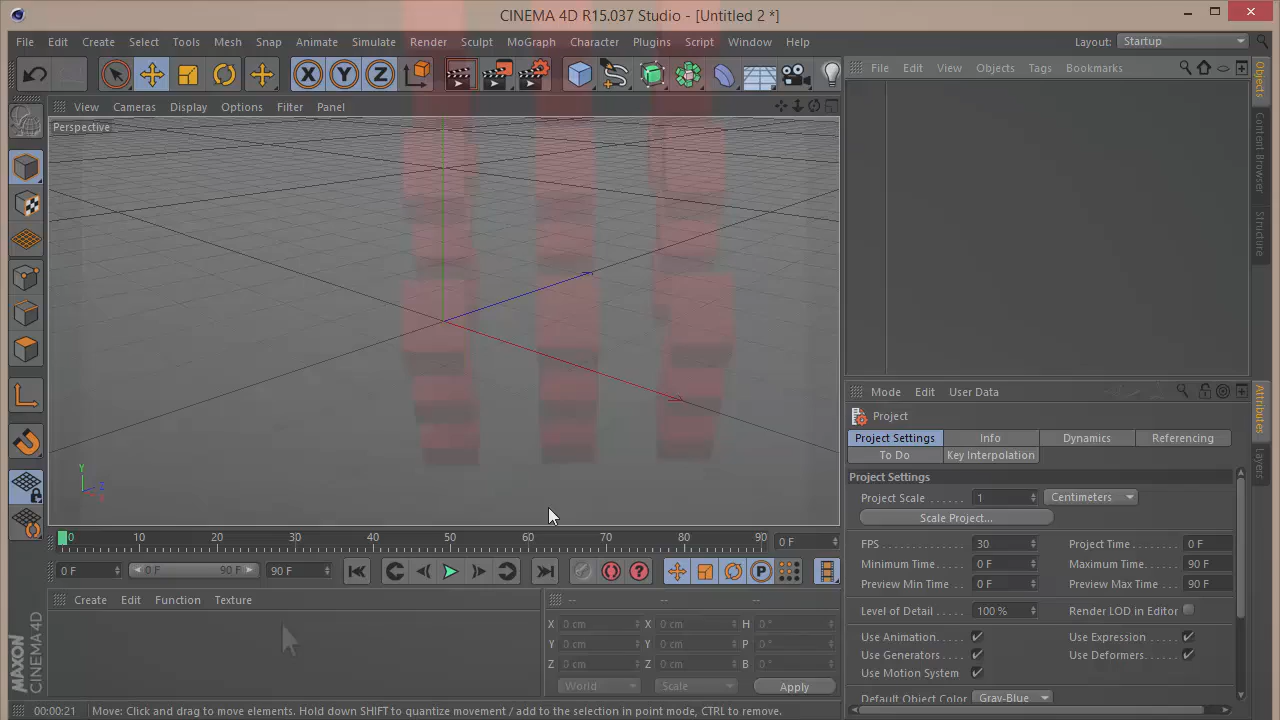 CINEMA 4D R15.037 Studio - [Untitled 2 *]
File Edit Create Select Tools Mesh Snap Animate Simulate Render Sculpt MoGraph Character Plugins Script Window Help
Layout: Startup
X Y Z
File Edit View Objects Tags Bookmarks
View Cameras Display Options Filter Panel
Perspective
Y
Z
X
Objects
Content Browser
Structure
Mode Edit User Data
Attributes
Layers
Project
Project Settings Info Dynamics Referencing
To Do Key Interpolation
Project Settings
Project Scale ...... 1 Centimeters
Scale Project...
FPS 30 Project Time: 0 F
Minimum Time: 0 F Maximum Time: 90 F
Preview Min Time: 0 F Preview Max Time: 90 F
Level of Detail: 100 % Render LOD in Editor
Use Animation.... Use Expression
Use Generators.... Use Deformers..
Use Motion System
Default Object Color Gray-Blue
0 10 20 30 40 50 60 70 80 90 0 F
0 F 0 F 90 F 90 F
P
Create Edit Function Texture
-- -- --
X 0 cm X 0 cm H 0 °
Y 0 cm Y 0 cm P 0 °
Z 0 cm Z 0 cm B 0 °
World Scale Apply
MAXON
CINEMA 4D
00:00:21 Move: Click and drag to move elements. Hold down SHIFT to quantize movement / add to the selection in point mode, CTRL to remove.